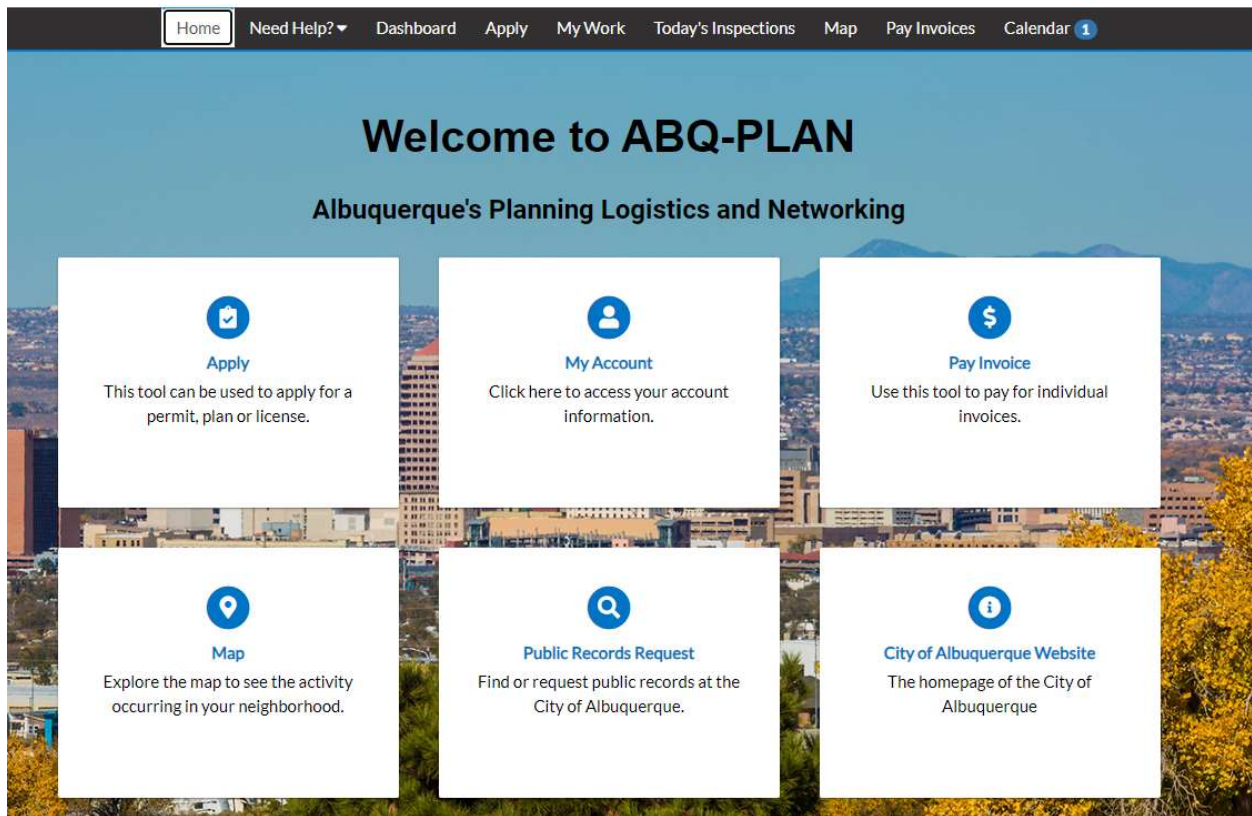 Home Need Help? Dashboard Apply My Work Today's Inspections Map Pay Invoices Calendar 1
Welcome to ABQ-PLAN
Albuquerque's Planning Logistics and Networking
Apply
This tool can be used to apply for a
permit, plan or license.
My Account
Click here to access your account
information.
Pay Invoice
Use this tool to pay for individual
invoices.
Map
Explore the map to see the activity
occurring in your neighborhood.
Public Records Request
Find or request public records at the
City of Albuquerque.
City of Albuquerque Website
The homepage of the City of
Albuquerque